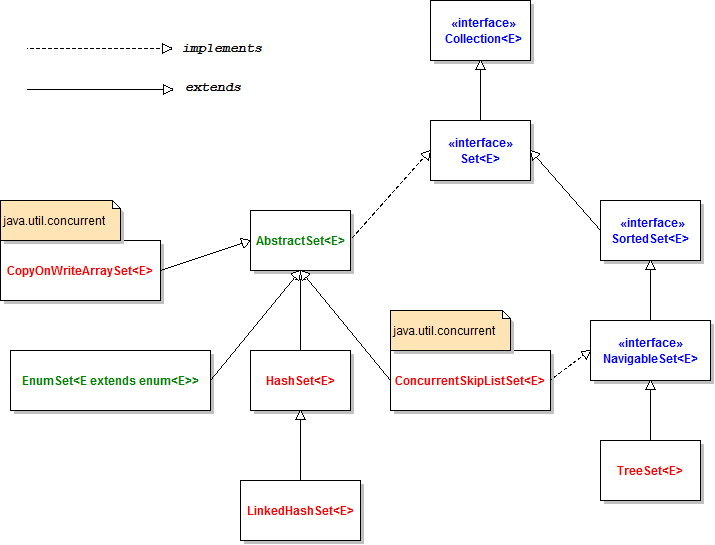 «interface»
Collection<E>
implements
extends
«interface»
Set<E>
java.util.concurrent
CopyOnWriteArraySet<E>
AbstractSet<E>
«interface»
SortedSet<E>
java.util.concurrent
«interface»
NavigableSet<E>
EnumSet<E extends enum<E>>
HashSet<E>
ConcurrentSkipListSet<E>
TreeSet<E>
LinkedHashSet<E>